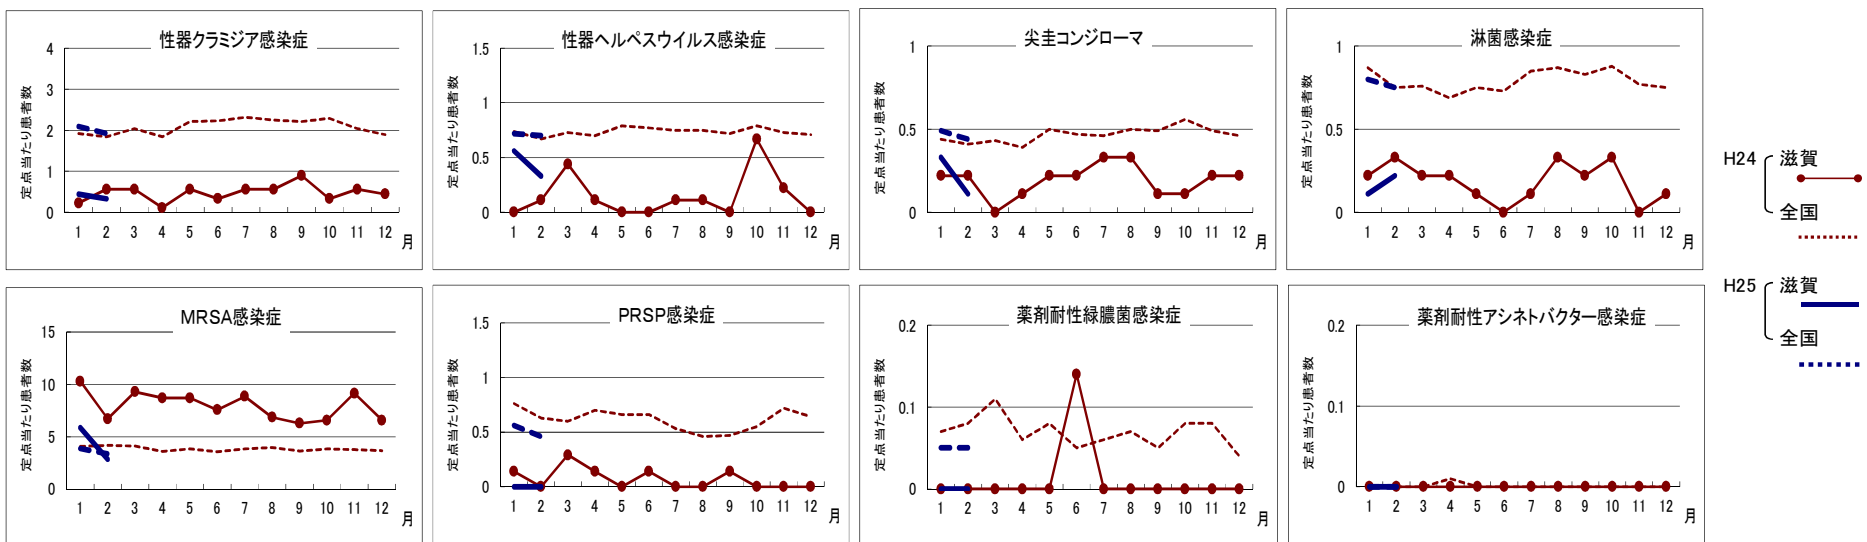 性器クラミジア感染症
定点当たり患者数
4
3
2
1
0
1 2 3 4 5 6 7 8 9 10 11 12
月
性器ヘルペスウイルス感染症
定点当たり患者数
1.5
1
0.5
0
1 2 3 4 5 6 7 8 9 10 11 12
月
尖圭コンジローマ
定点当たり患者数
1
0.5
0
1 2 3 4 5 6 7 8 9 10 11 12
月
淋菌感染症
定点当たり患者数
1
0.5
0
1 2 3 4 5 6 7 8 9 10 11 12
月
MRSA感染症
定点当たり患者数
15
10
5
0
1 2 3 4 5 6 7 8 9 10 11 12
月
PRSP感染症
定点当たり患者数
1.5
1
0.5
0
1 2 3 4 5 6 7 8 9 10 11 12
月
薬剤耐性緑膿菌感染症
定点当たり患者数
0.2
0.1
0
1 2 3 4 5 6 7 8 9 10 11 12
月
薬剤耐性アシネトバクター感染症
定点当たり患者数
0.2
0.1
0
1 2 3 4 5 6 7 8 9 10 11 12
月
H24 滋賀
全国
H25 滋賀
全国